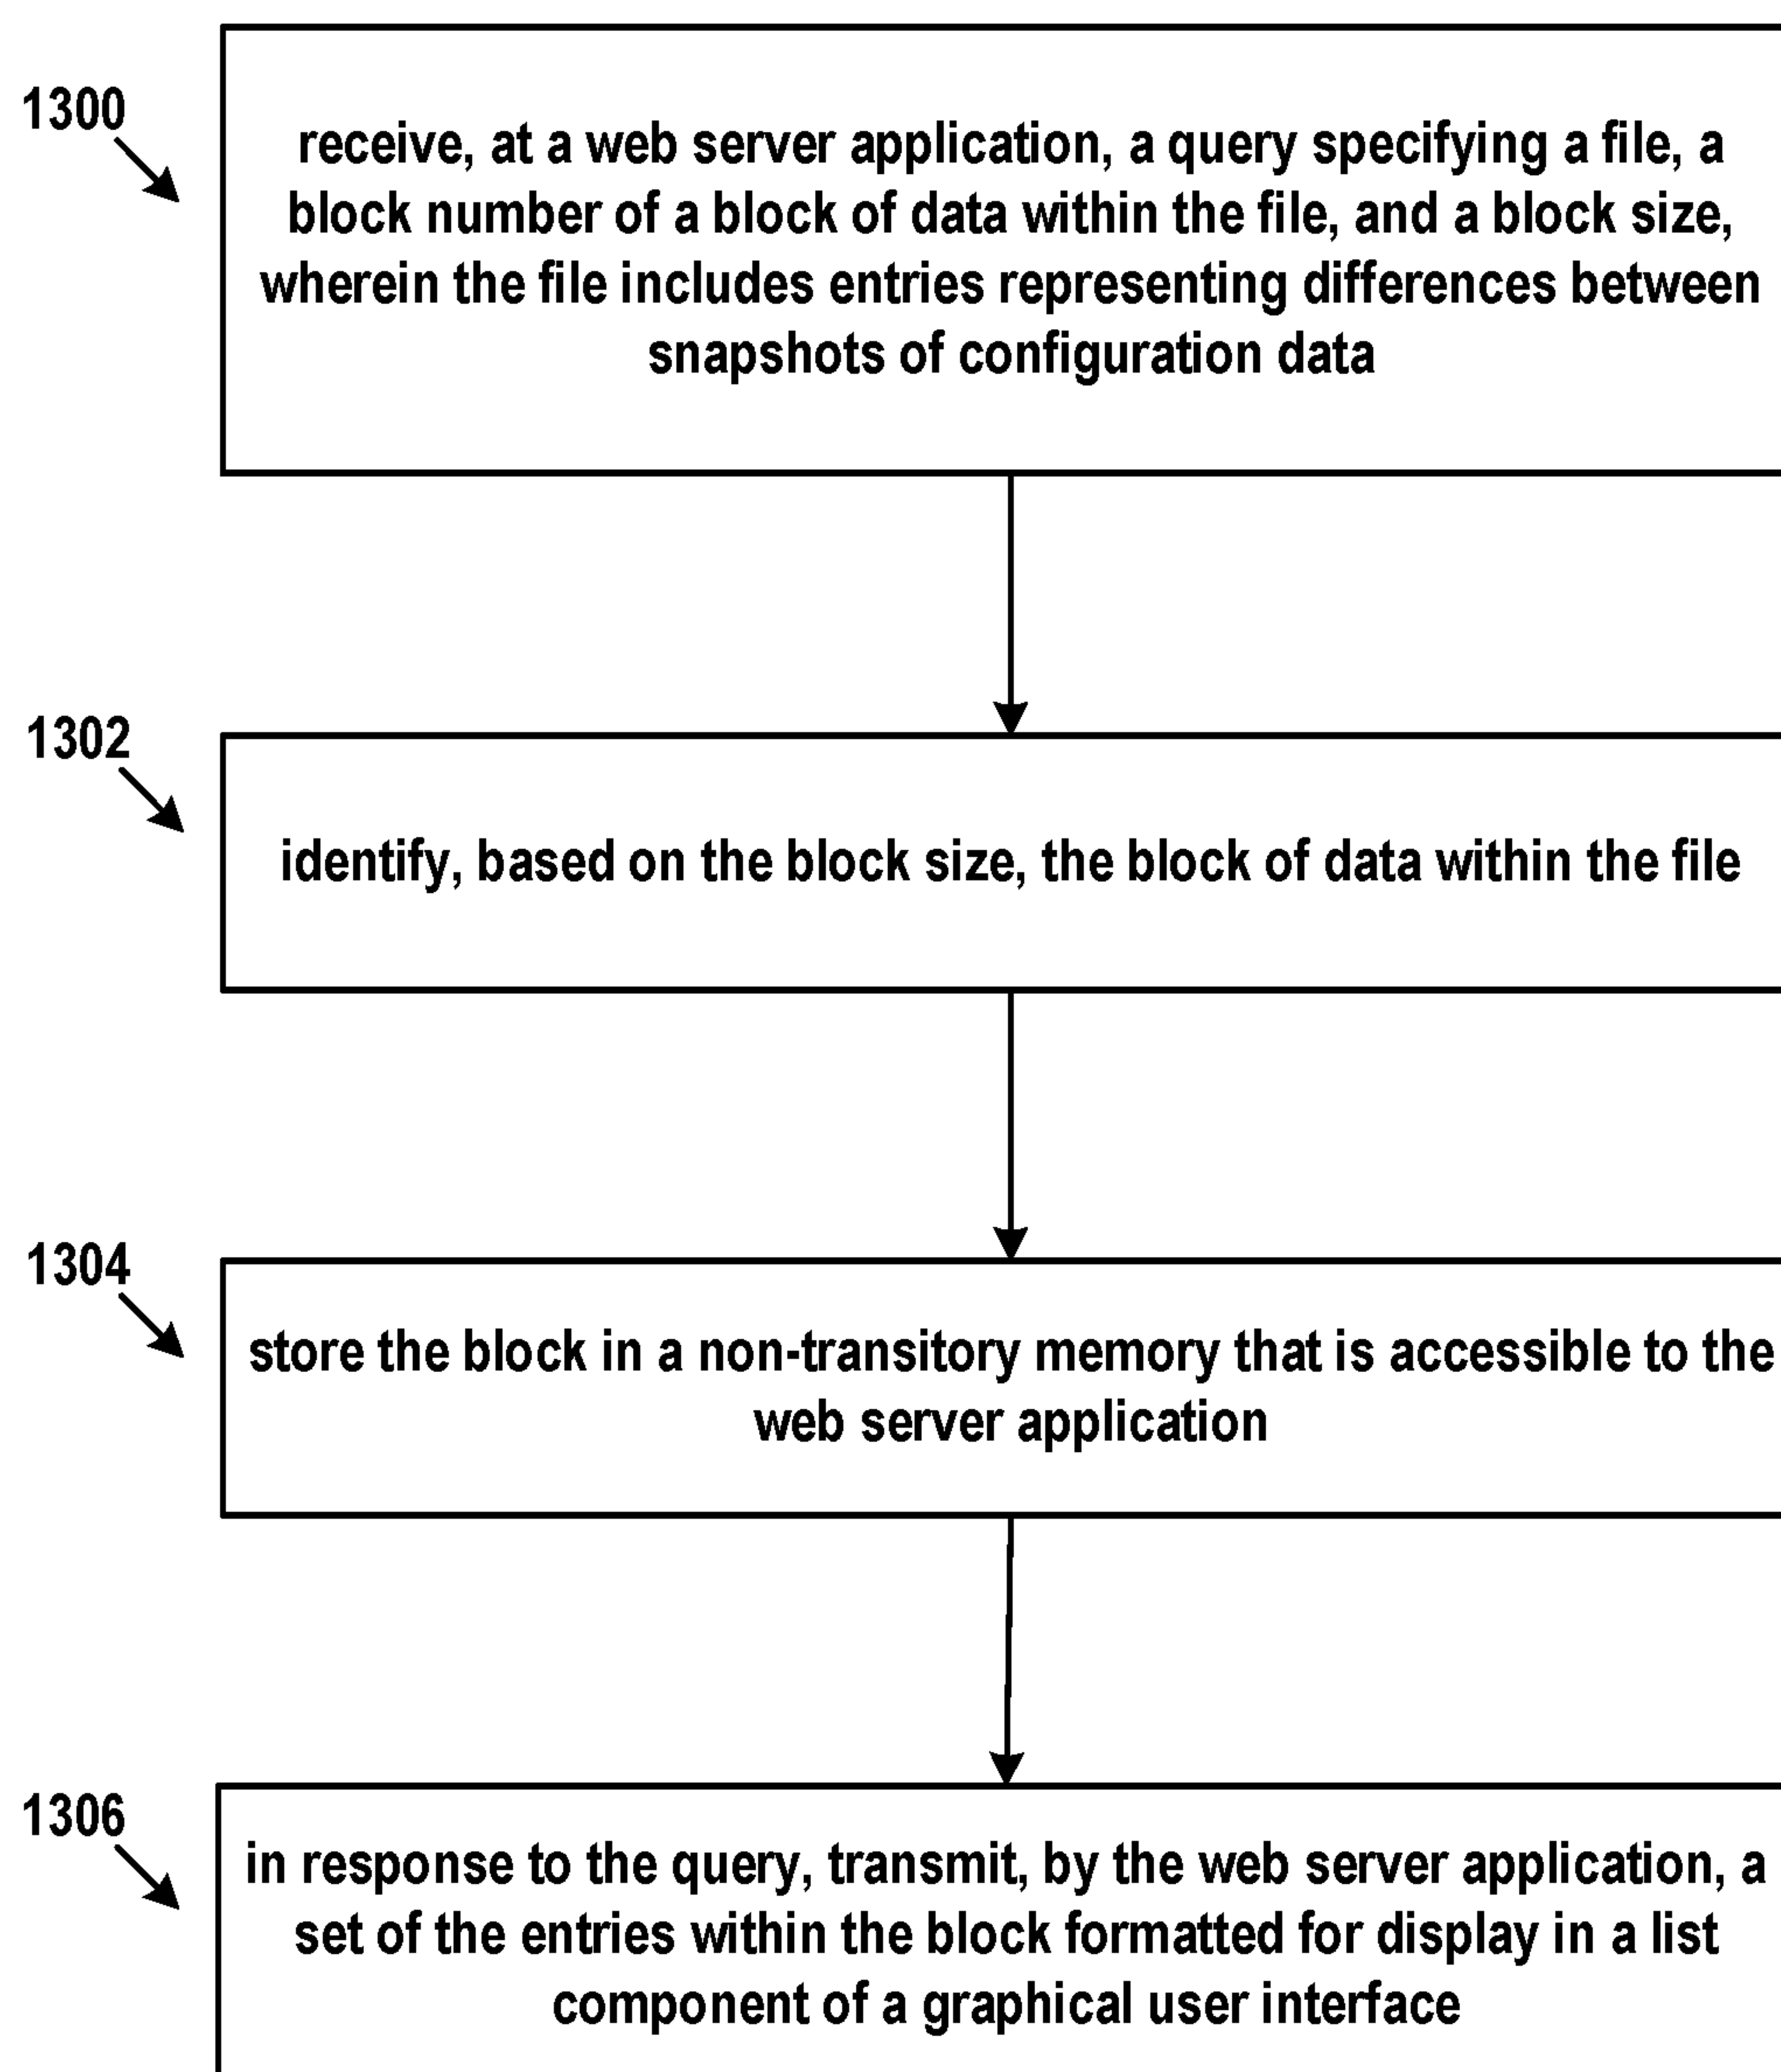 1300
receive, at a web server application, a query specifying a file, a
block number of a block of data within the file, and a block size,
wherein the file includes entries representing differences between
snapshots of configuration data
1302
identify, based on the block size, the block of data within the file
1304
store the block in a non-transitory memory that is accessible to the
web server application
1306
in response to the query, transmit, by the web server application, a
set of the entries within the block formatted for display in a list
component of a graphical user interface